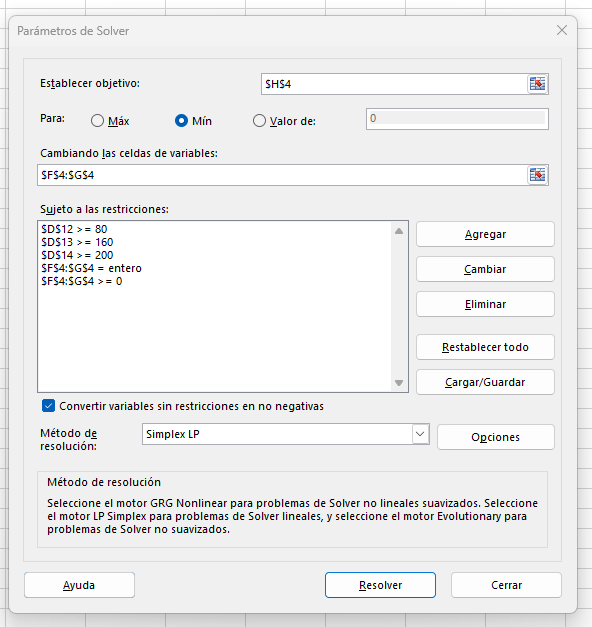 Parámetros de Solver
Establecer objetivo:
$H$4
Para:
Máx
Mín
Valor de:
0
Cambiando las celdas de variables:
$F$4:$G$4
Sujeto a las restricciones:
$D$12 >= 80
$D$13 >= 160
$D$14 >= 200
$F$4:$G$4 = entero
$F$4:$G$4 >= 0
Agregar
Cambiar
Eliminar
Restablecer todo
Cargar/Guardar
Convertir variables sin restricciones en no negativas
Método de
resolución:
Simplex LP
Opciones
Método de resolución
Seleccione el motor GRG Nonlinear para problemas de Solver no lineales suavizados. Seleccione
el motor LP Simplex para problemas de Solver lineales, y seleccione el motor Evolutionary para
problemas de Solver no suavizados.
Ayuda
Resolver
Cerrar